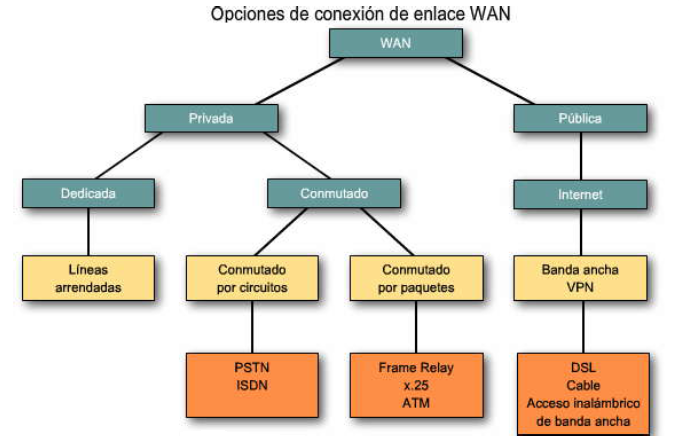 Opciones de conexión de enlace WAN
WAN
Privada
Pública
Dedicada
Conmutado
Internet
Líneas
arrendadas
Conmutado
por circuitos
Conmutado
por paquetes
Banda ancha
VPN
PSTN
ISDN
Frame Relay
x.25
ATM
DSL
Cable
Acceso inalámbrico
de banda ancha